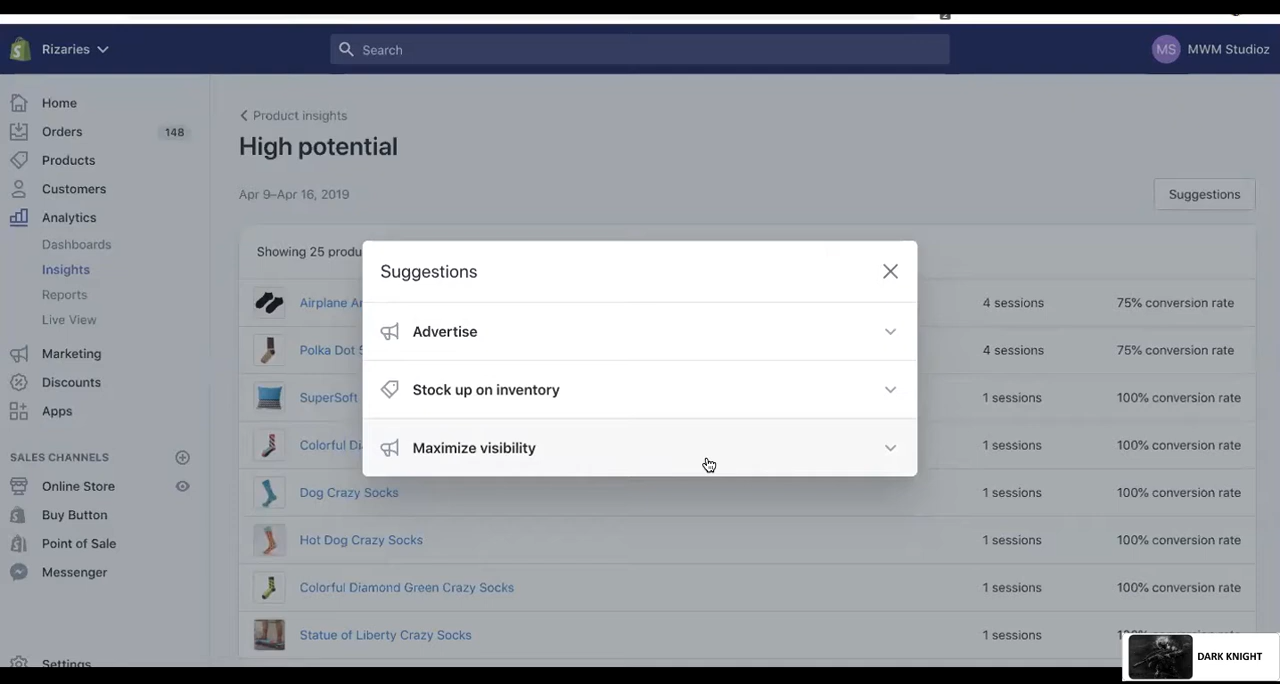 2
Rizaries
Search
MS
MWM Studioz
Home
Orders 148
Products
Customers
Analytics
Dashboards
Insights
Reports
Live View
Marketing
Discounts
Apps
SALES CHANNELS
Online Store
Buy Button
Point of Sale
Messenger
Settings
Product insights
High potential
Apr 9–Apr 16, 2019
Suggestions
Showing 25 produ
Airplane 4 sessions 75% conversion rate
Polka Dot 4 sessions 75% conversion rate
SuperSoft 1 sessions 100% conversion rate
Colorful 1 sessions 100% conversion rate
Dog Crazy Socks 1 sessions 100% conversion rate
Hot Dog Crazy Socks 1 sessions 100% conversion rate
Colorful Diamond Green Crazy Socks 1 sessions 100% conversion rate
Statue of Liberty Crazy Socks 1 sessions
Suggestions
Advertise
Stock up on inventory
Maximize visibility
DARK KNIGHT